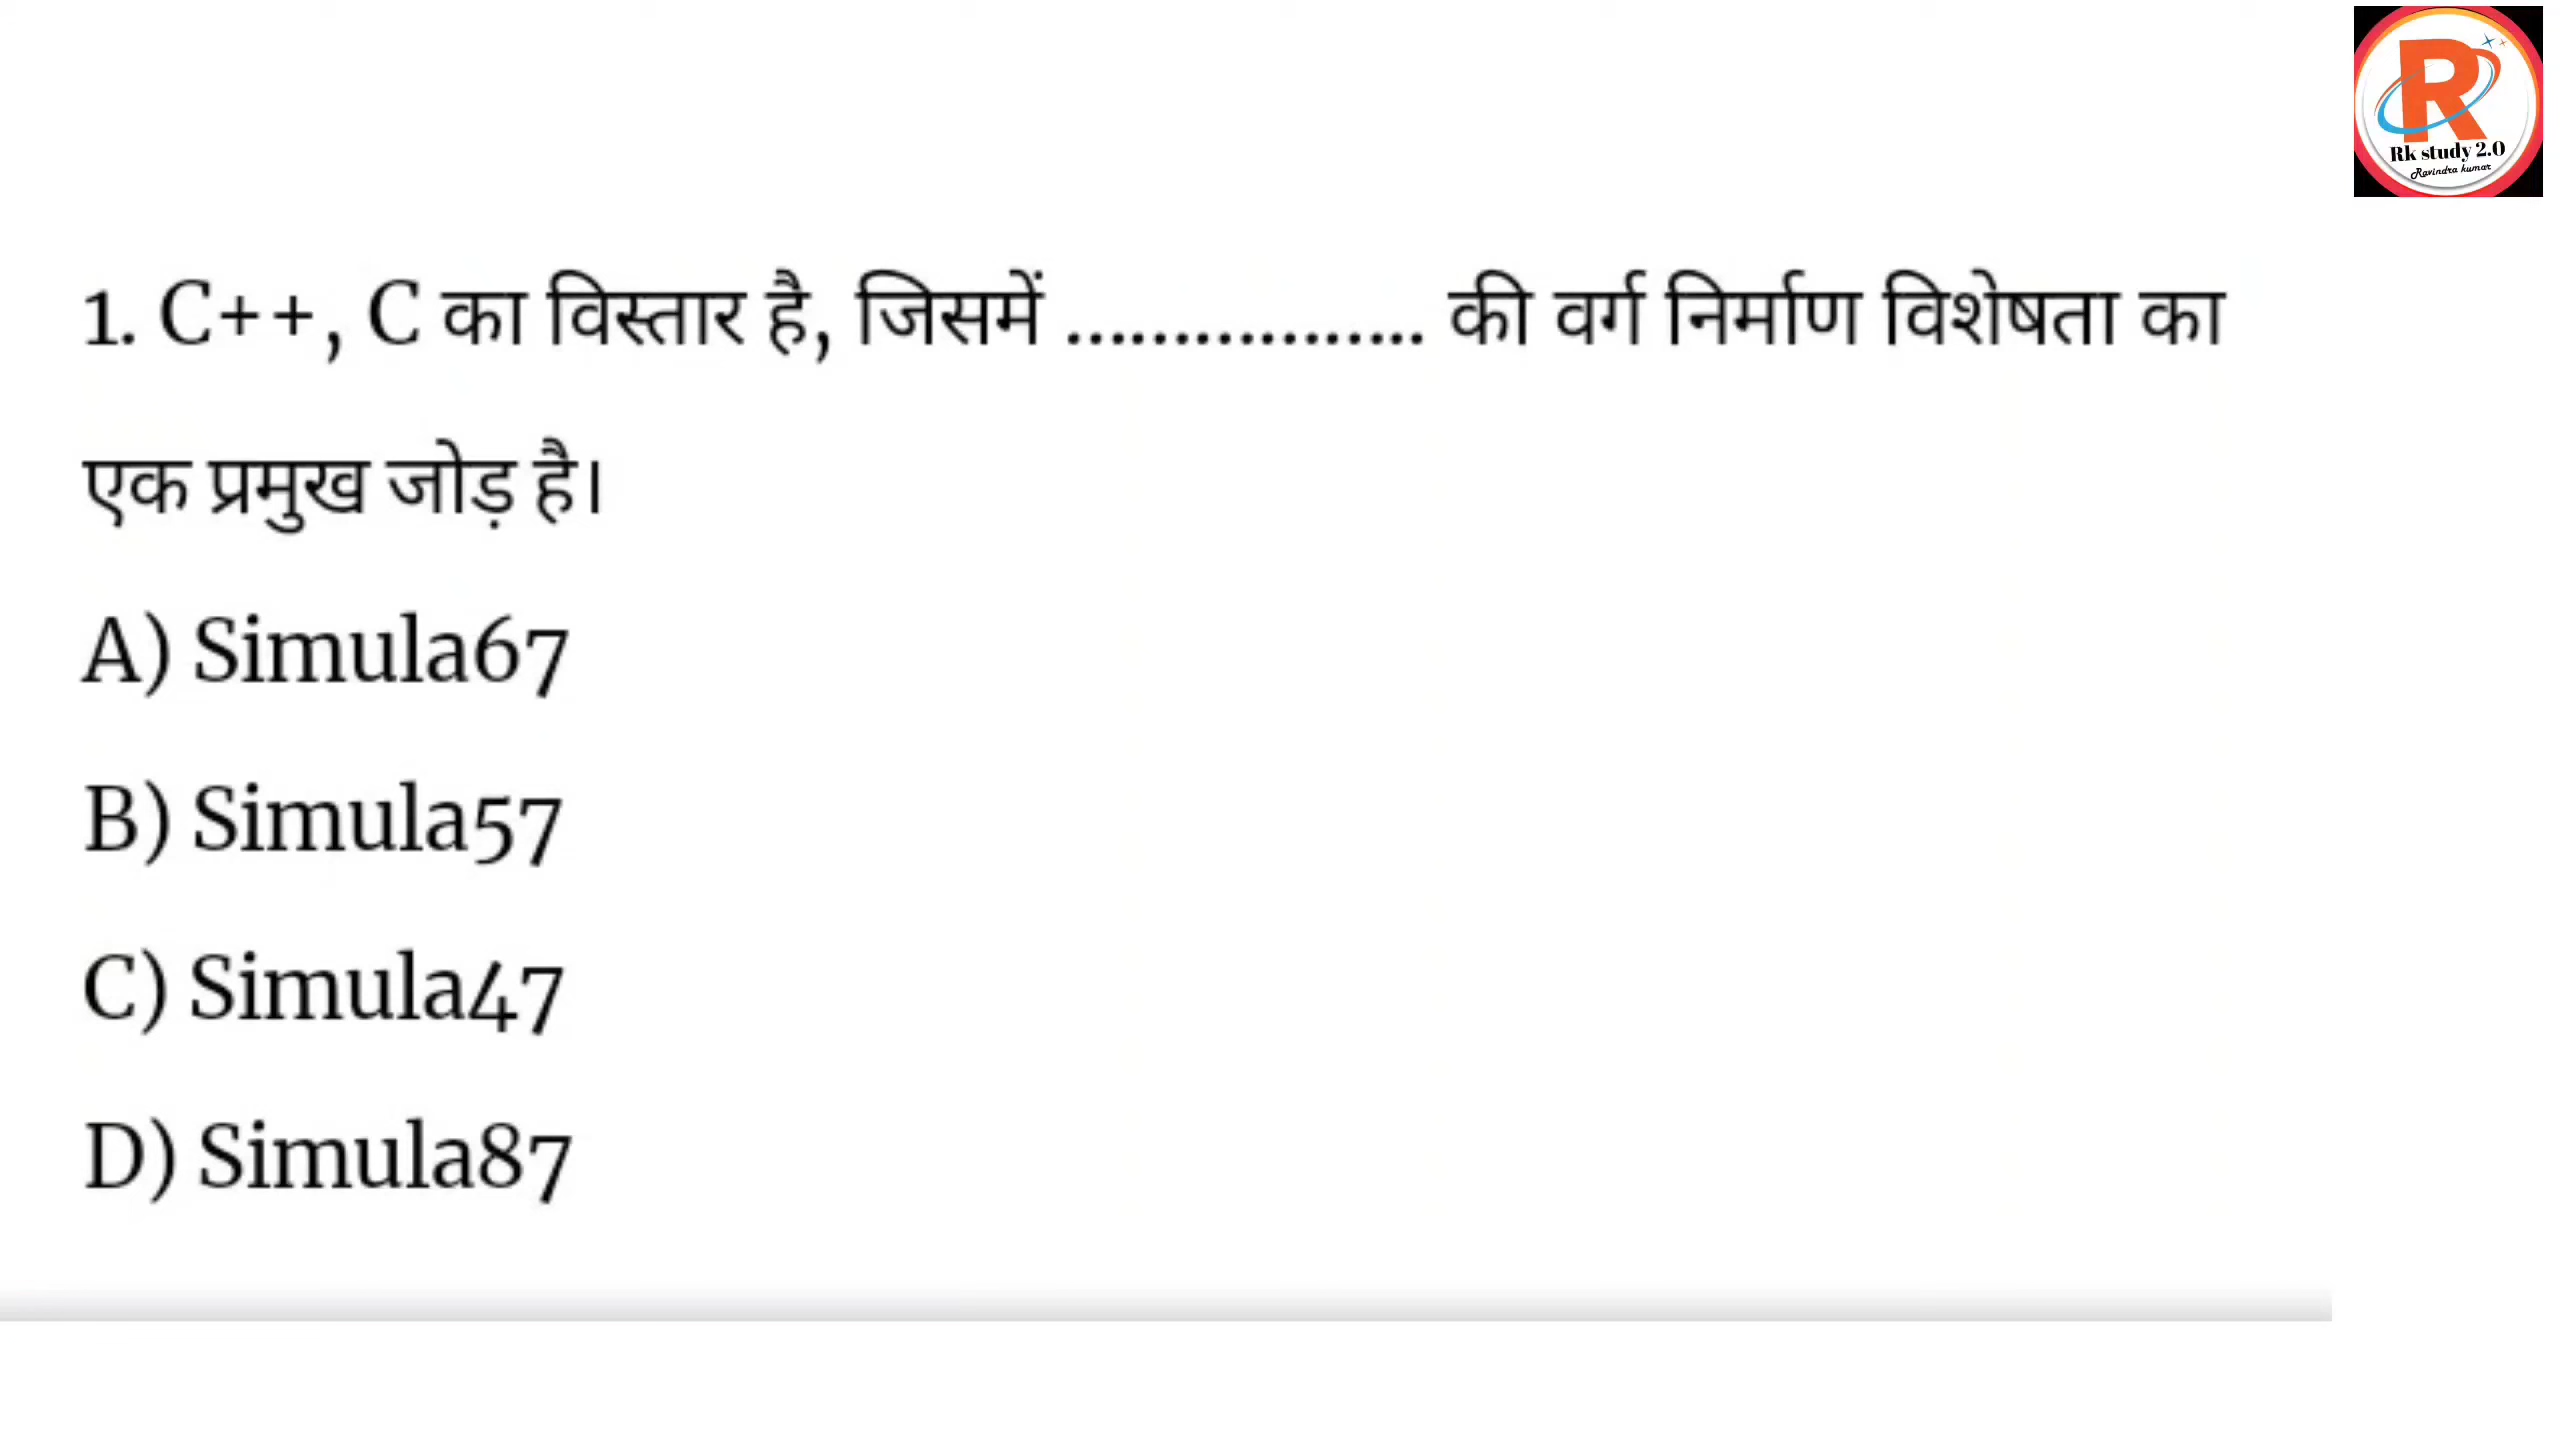 R
Rk study 2.0
Ravindra kumar
1. C++, C का विस्तार है, जिसमें ................. की वर्ग निर्माण विशेषता का
एक प्रमुख जोड़ है।
A) Simula67
B) Simula57
C) Simula47
D) Simula87